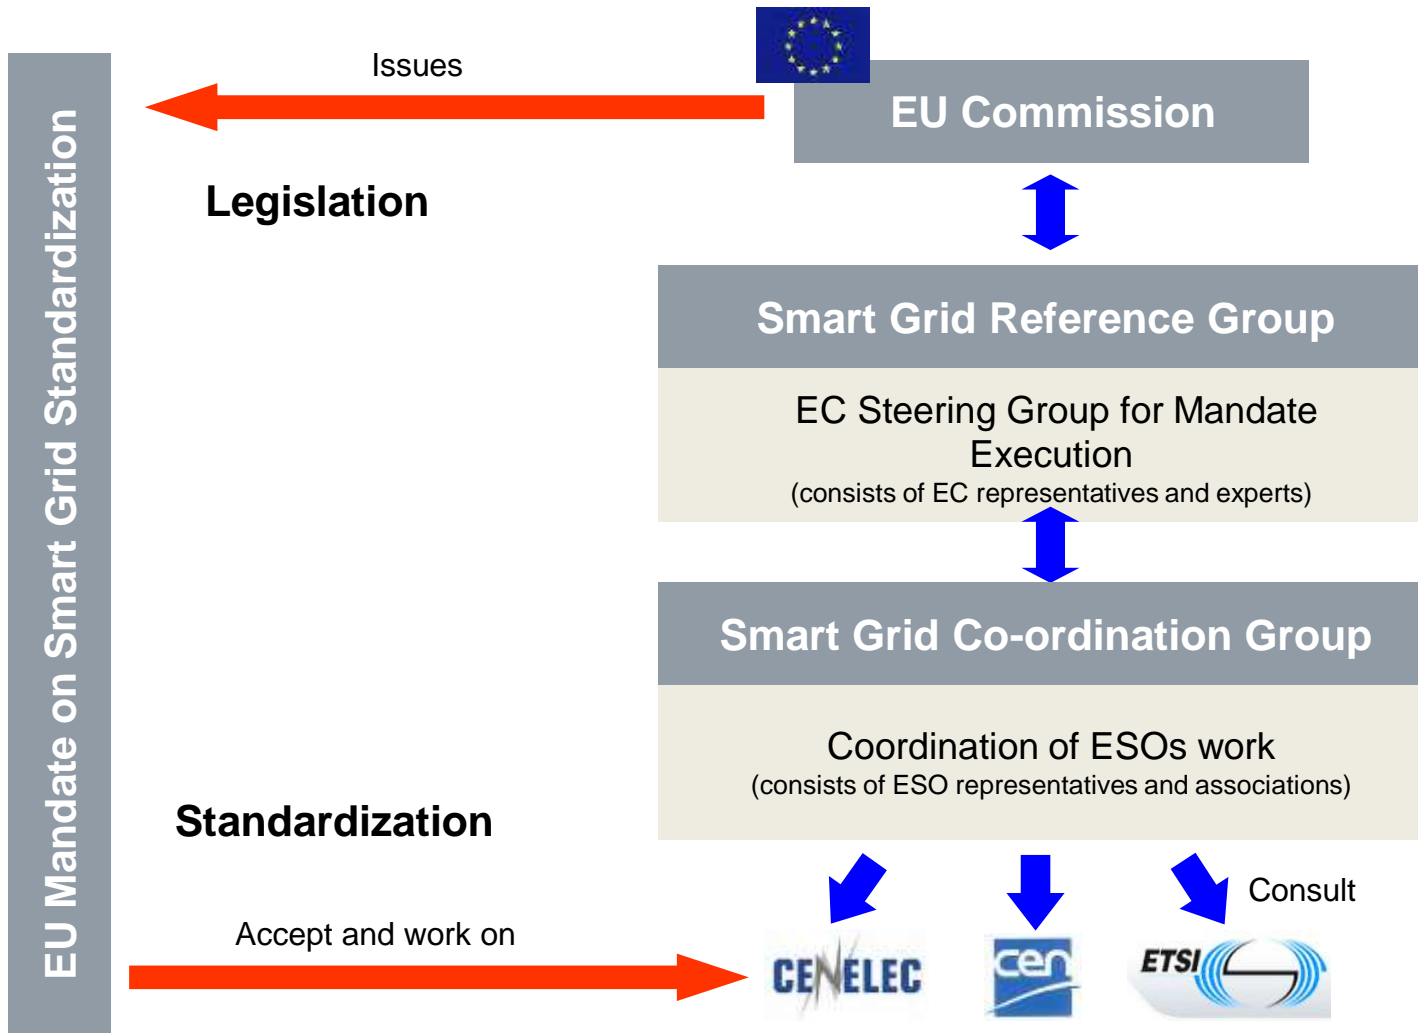 EU Mandate on Smart Grid Standardization
Issues
EU Commission
Legislation
Smart Grid Reference Group
EC Steering Group for Mandate
Execution
(consists of EC representatives and experts)
Smart Grid Co-ordination Group
Coordination of ESOs work
(consists of ESO representatives and associations)
Standardization
Consult
Accept and work on
CENELEC
cen
ETSI